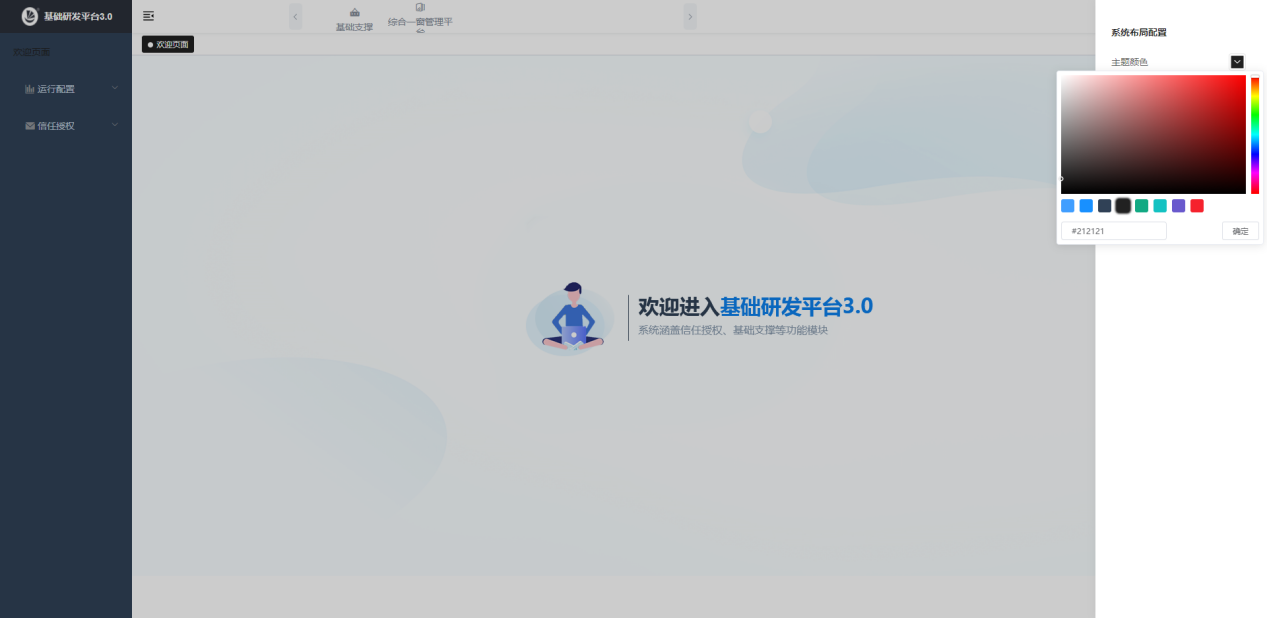 基础研发平台3.0
基础支撑
综合一窗管理平台
系统布局配置
欢迎页面
欢迎页面
主题颜色
运行配置
信任授权
#212121
确定
欢迎进入基础研发平台3.0
系统涵盖信任授权、基础支撑等功能模块